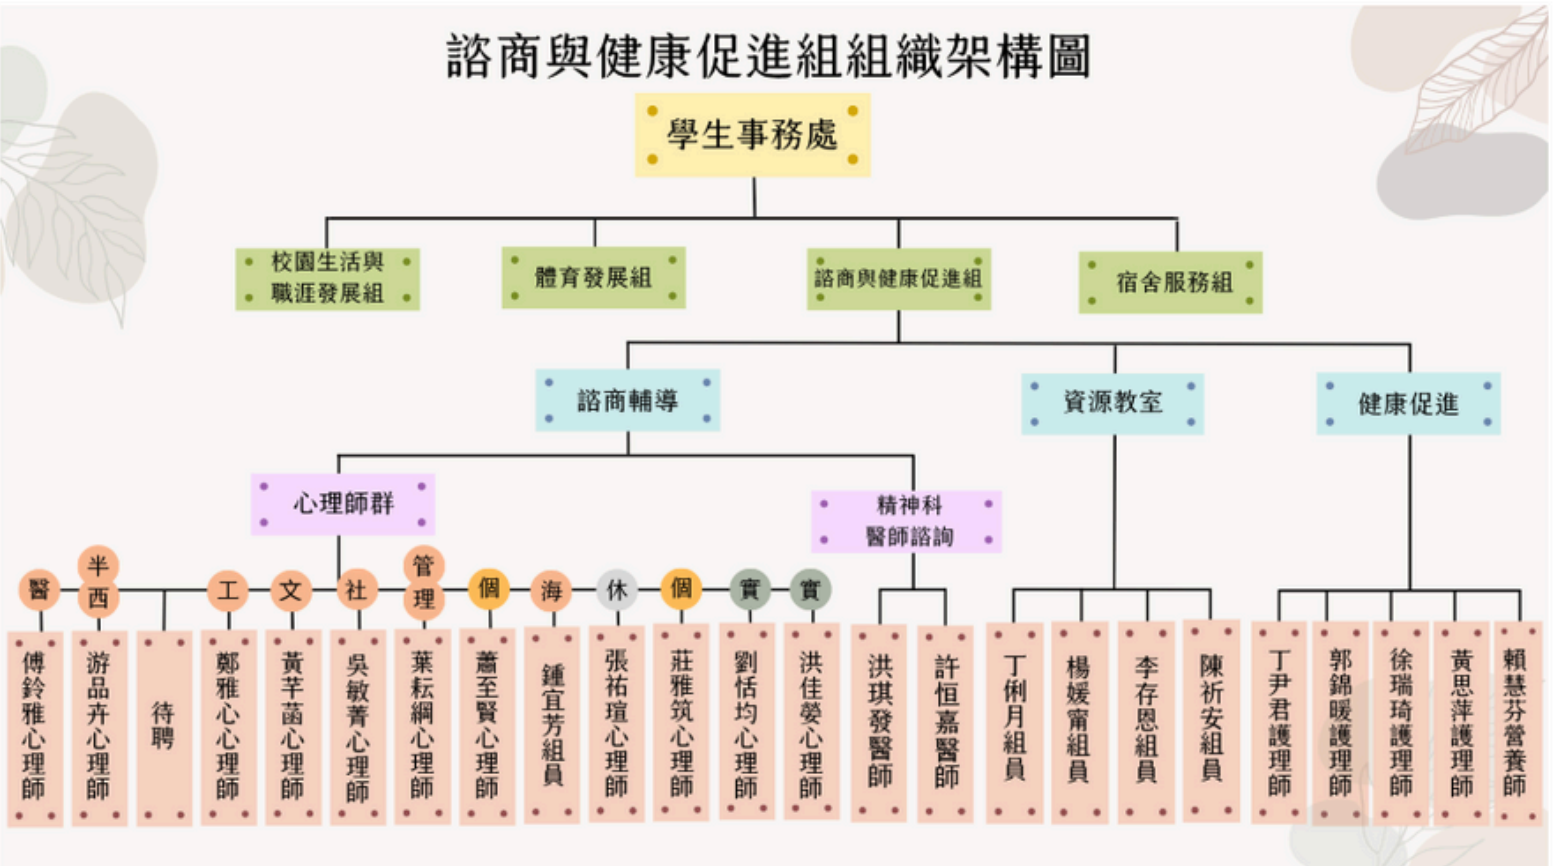 諮商與健康促進組組織架構圖
學生事務處
校園生活與
職涯發展組
體育發展組
諮商與健康促進組
宿舍服務組
諮商輔導
資源教室
健康促進
心理師群
精神科
醫師諮詢
醫
半
西
工
文
社
管
理
個
海
休
個
實
實
傅鈴雅心理師
游品卉心理師
待聘
鄭雅心心理師
黃芊菡心理師
吳敏菁心理師
葉耘綱心理師
蕭至賢心理師
鍾宜芳組員
張祐瑄心理師
莊雅筑心理師
劉恬均心理師
洪佳嫈心理師
洪琪發醫師
許恒嘉醫師
丁俐月組員
楊媛甯組員
李存恩組員
陳祈安組員
丁尹君護理師
郭錦暖護理師
徐瑞琦護理師
黃思萍護理師
賴慧芬營養師